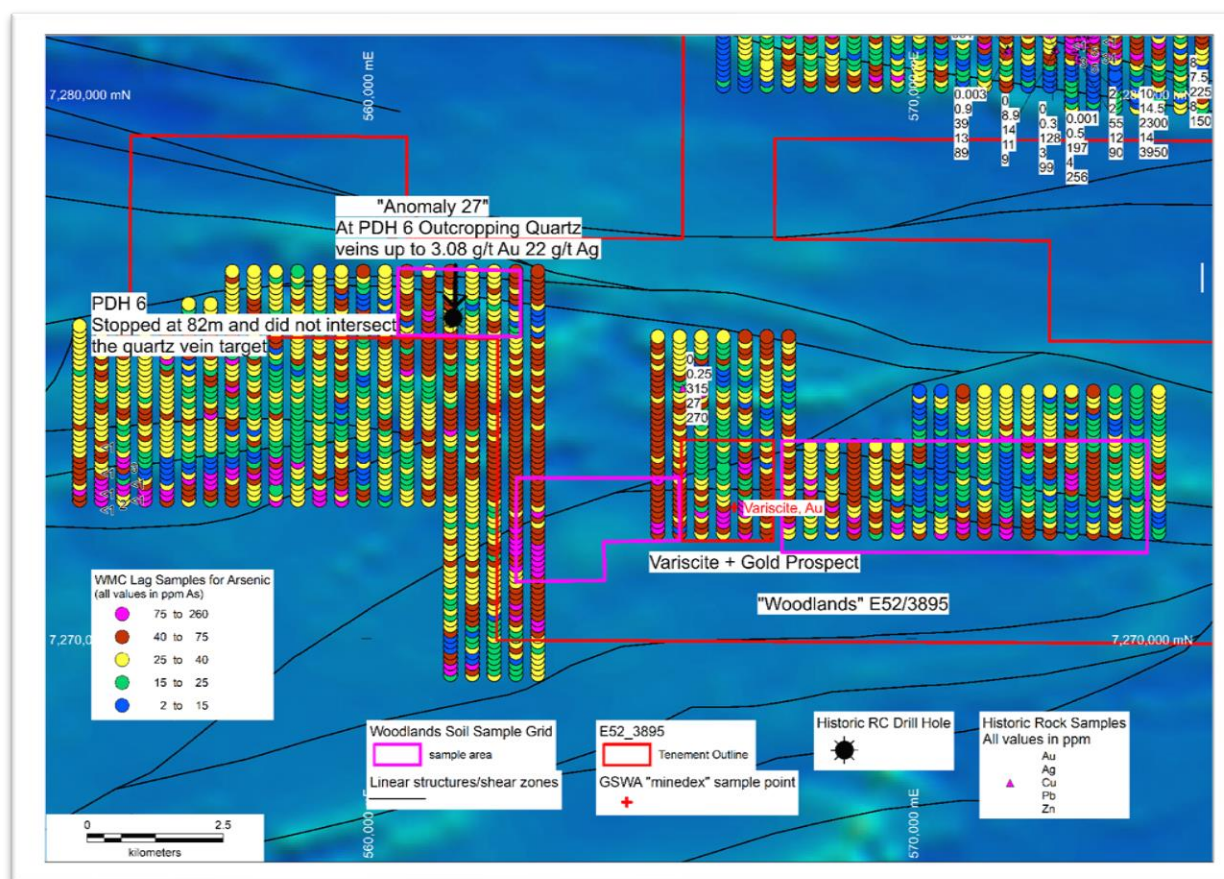 560,000 mE
570,000 mE
7,280,000 mN
"Anomaly 27"
At PDH 6 Outcropping Quartz
veins up to 3.08 g/t Au 22 g/t Ag
PDH 6
Stopped at 82m and did not intersect
the quartz vein target
0.003
0.9
39
13
89
0
8.9
14
11
9
0
0.3
128
3
99
0.001
0.5
197
4
256
2
2
55
12
90
10
14.5
2300
14
3950
8
7.5
225
8
150
0
0.25
315
27
270
Variscite, Au
Variscite + Gold Prospect
"Woodlands" E52/3895
WMC Lag Samples for Arsenic
(all values in ppm As)
75 to 260
40 to 75
25 to 40
15 to 25
2 to 15
7,270,000 mN
Woodlands Soil Sample Grid
sample area
Linear structures/shear zones
E52_3895
Tenement Outline
GSWA "minedex" sample point
Historic RC Drill Hole
Historic Rock Samples
All values in ppm
Au
Ag
Cu
Pb
Zn
0 2.5
kilometers
560,000 mE
570,000 mE